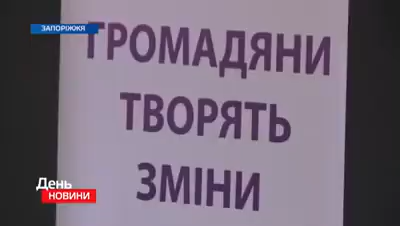 ЗАПОРІЖЖЯ
ГРОМАДЯНИ
ТВОРЯТЬ
ЗМІНИ
День
НОВИНИ